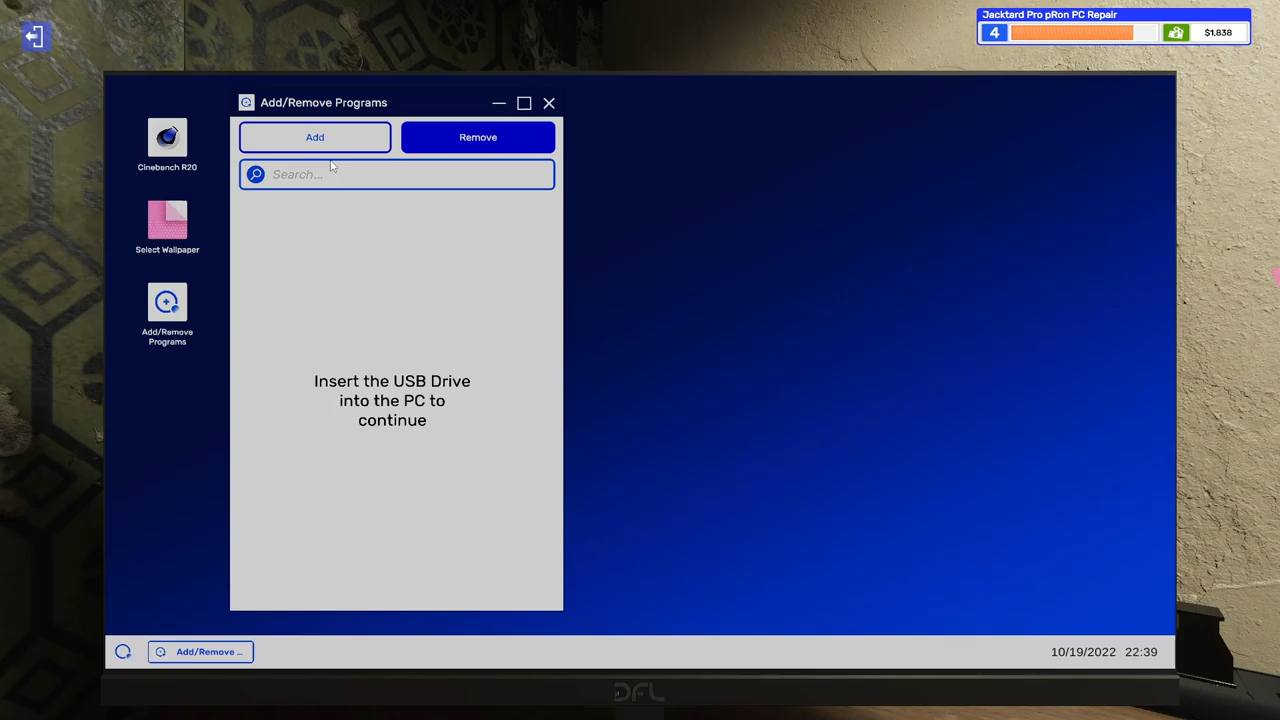 Jacktard Pro pRon PC Repair
4
$1,838
Add/Remove Programs
Add
Remove
Search...
Cinebench R20
Select Wallpaper
Add/Remove
Programs
Insert the USB Drive
into the PC to
continue
Add/Remove ...
10/19/2022 22:39
DFL